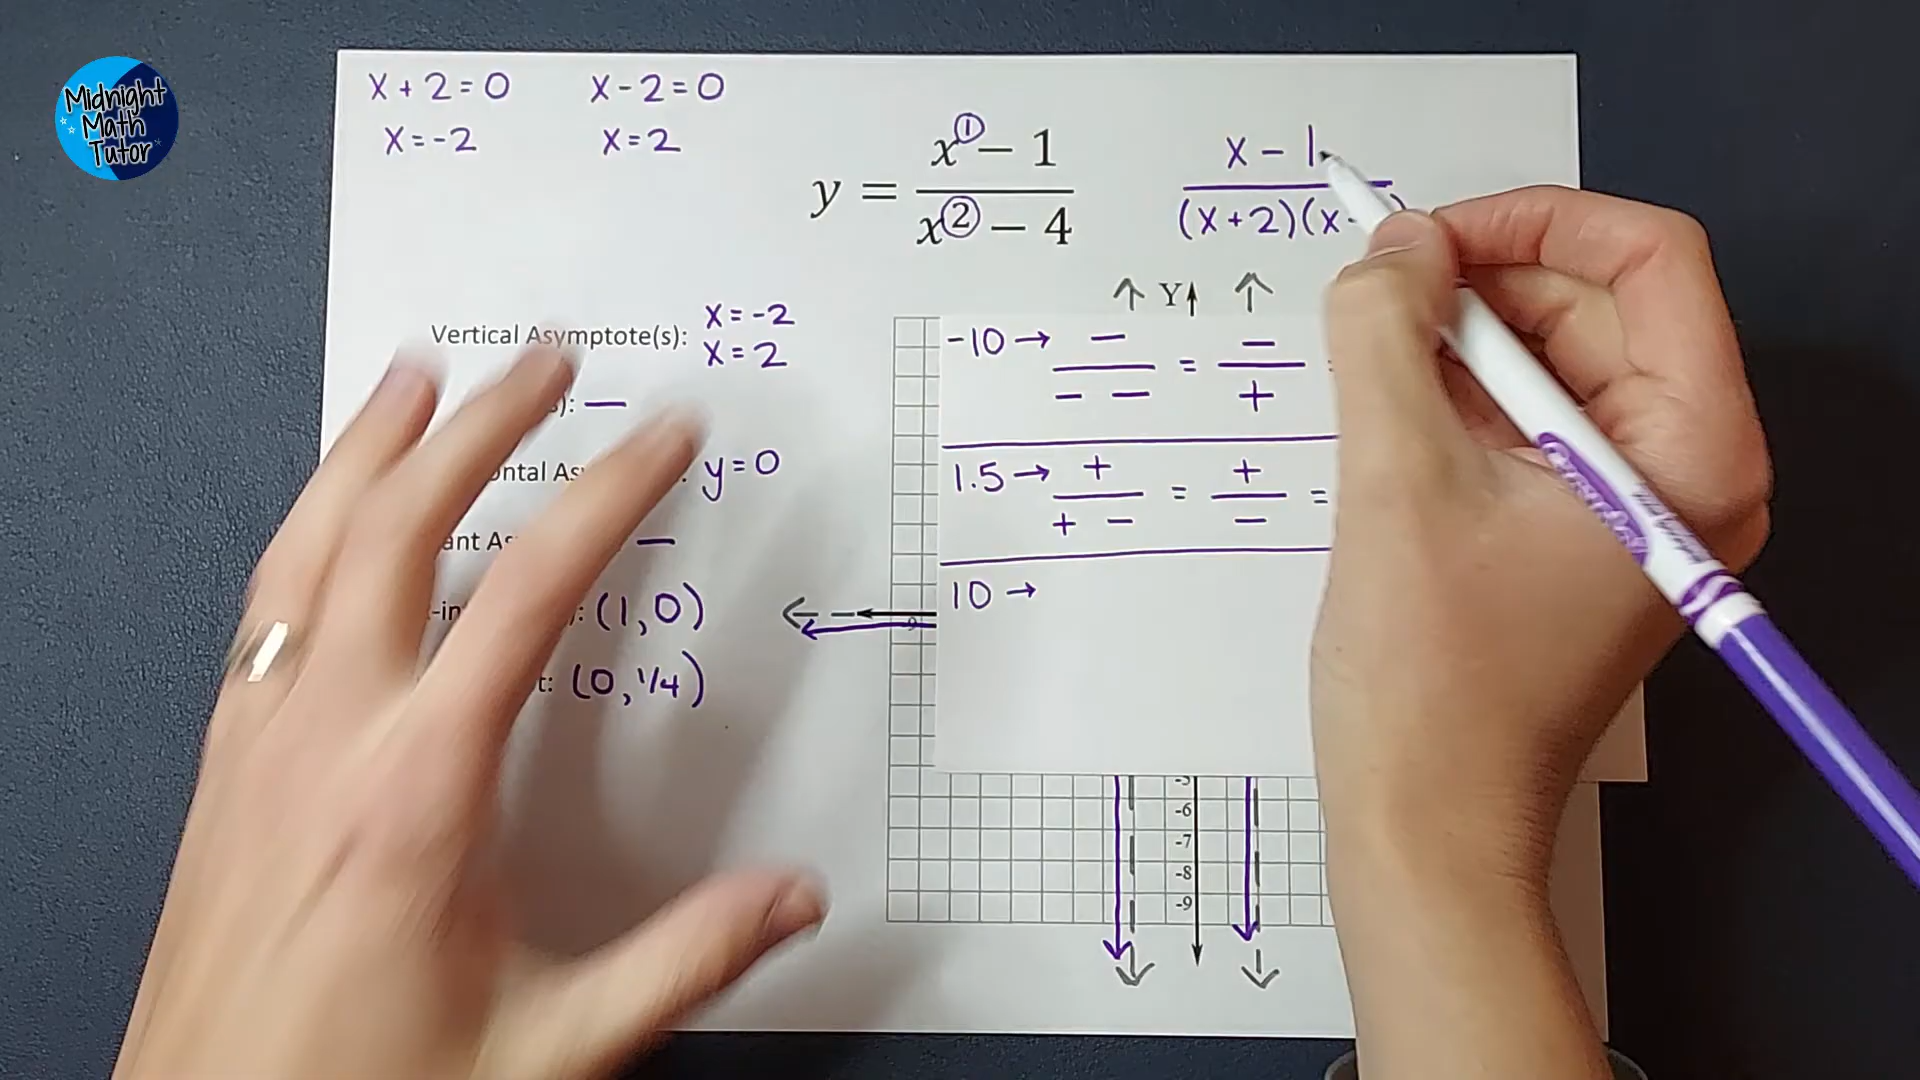 Midnight
Math
Tutor
x + 2 = 0
x = -2
x - 2 = 0
x = 2
y = x① - 1 / x② - 4
x - 1
(x + 2)(x -
Y
Vertical Asymptote(s): x = -2
x = 2
): —
y = 0
—
: (1,0)
t: (0, 1/4)
-10 → — / — — = — / +
1.5 → + / + — = + / — =
10 →
-6
-7
-8
-9